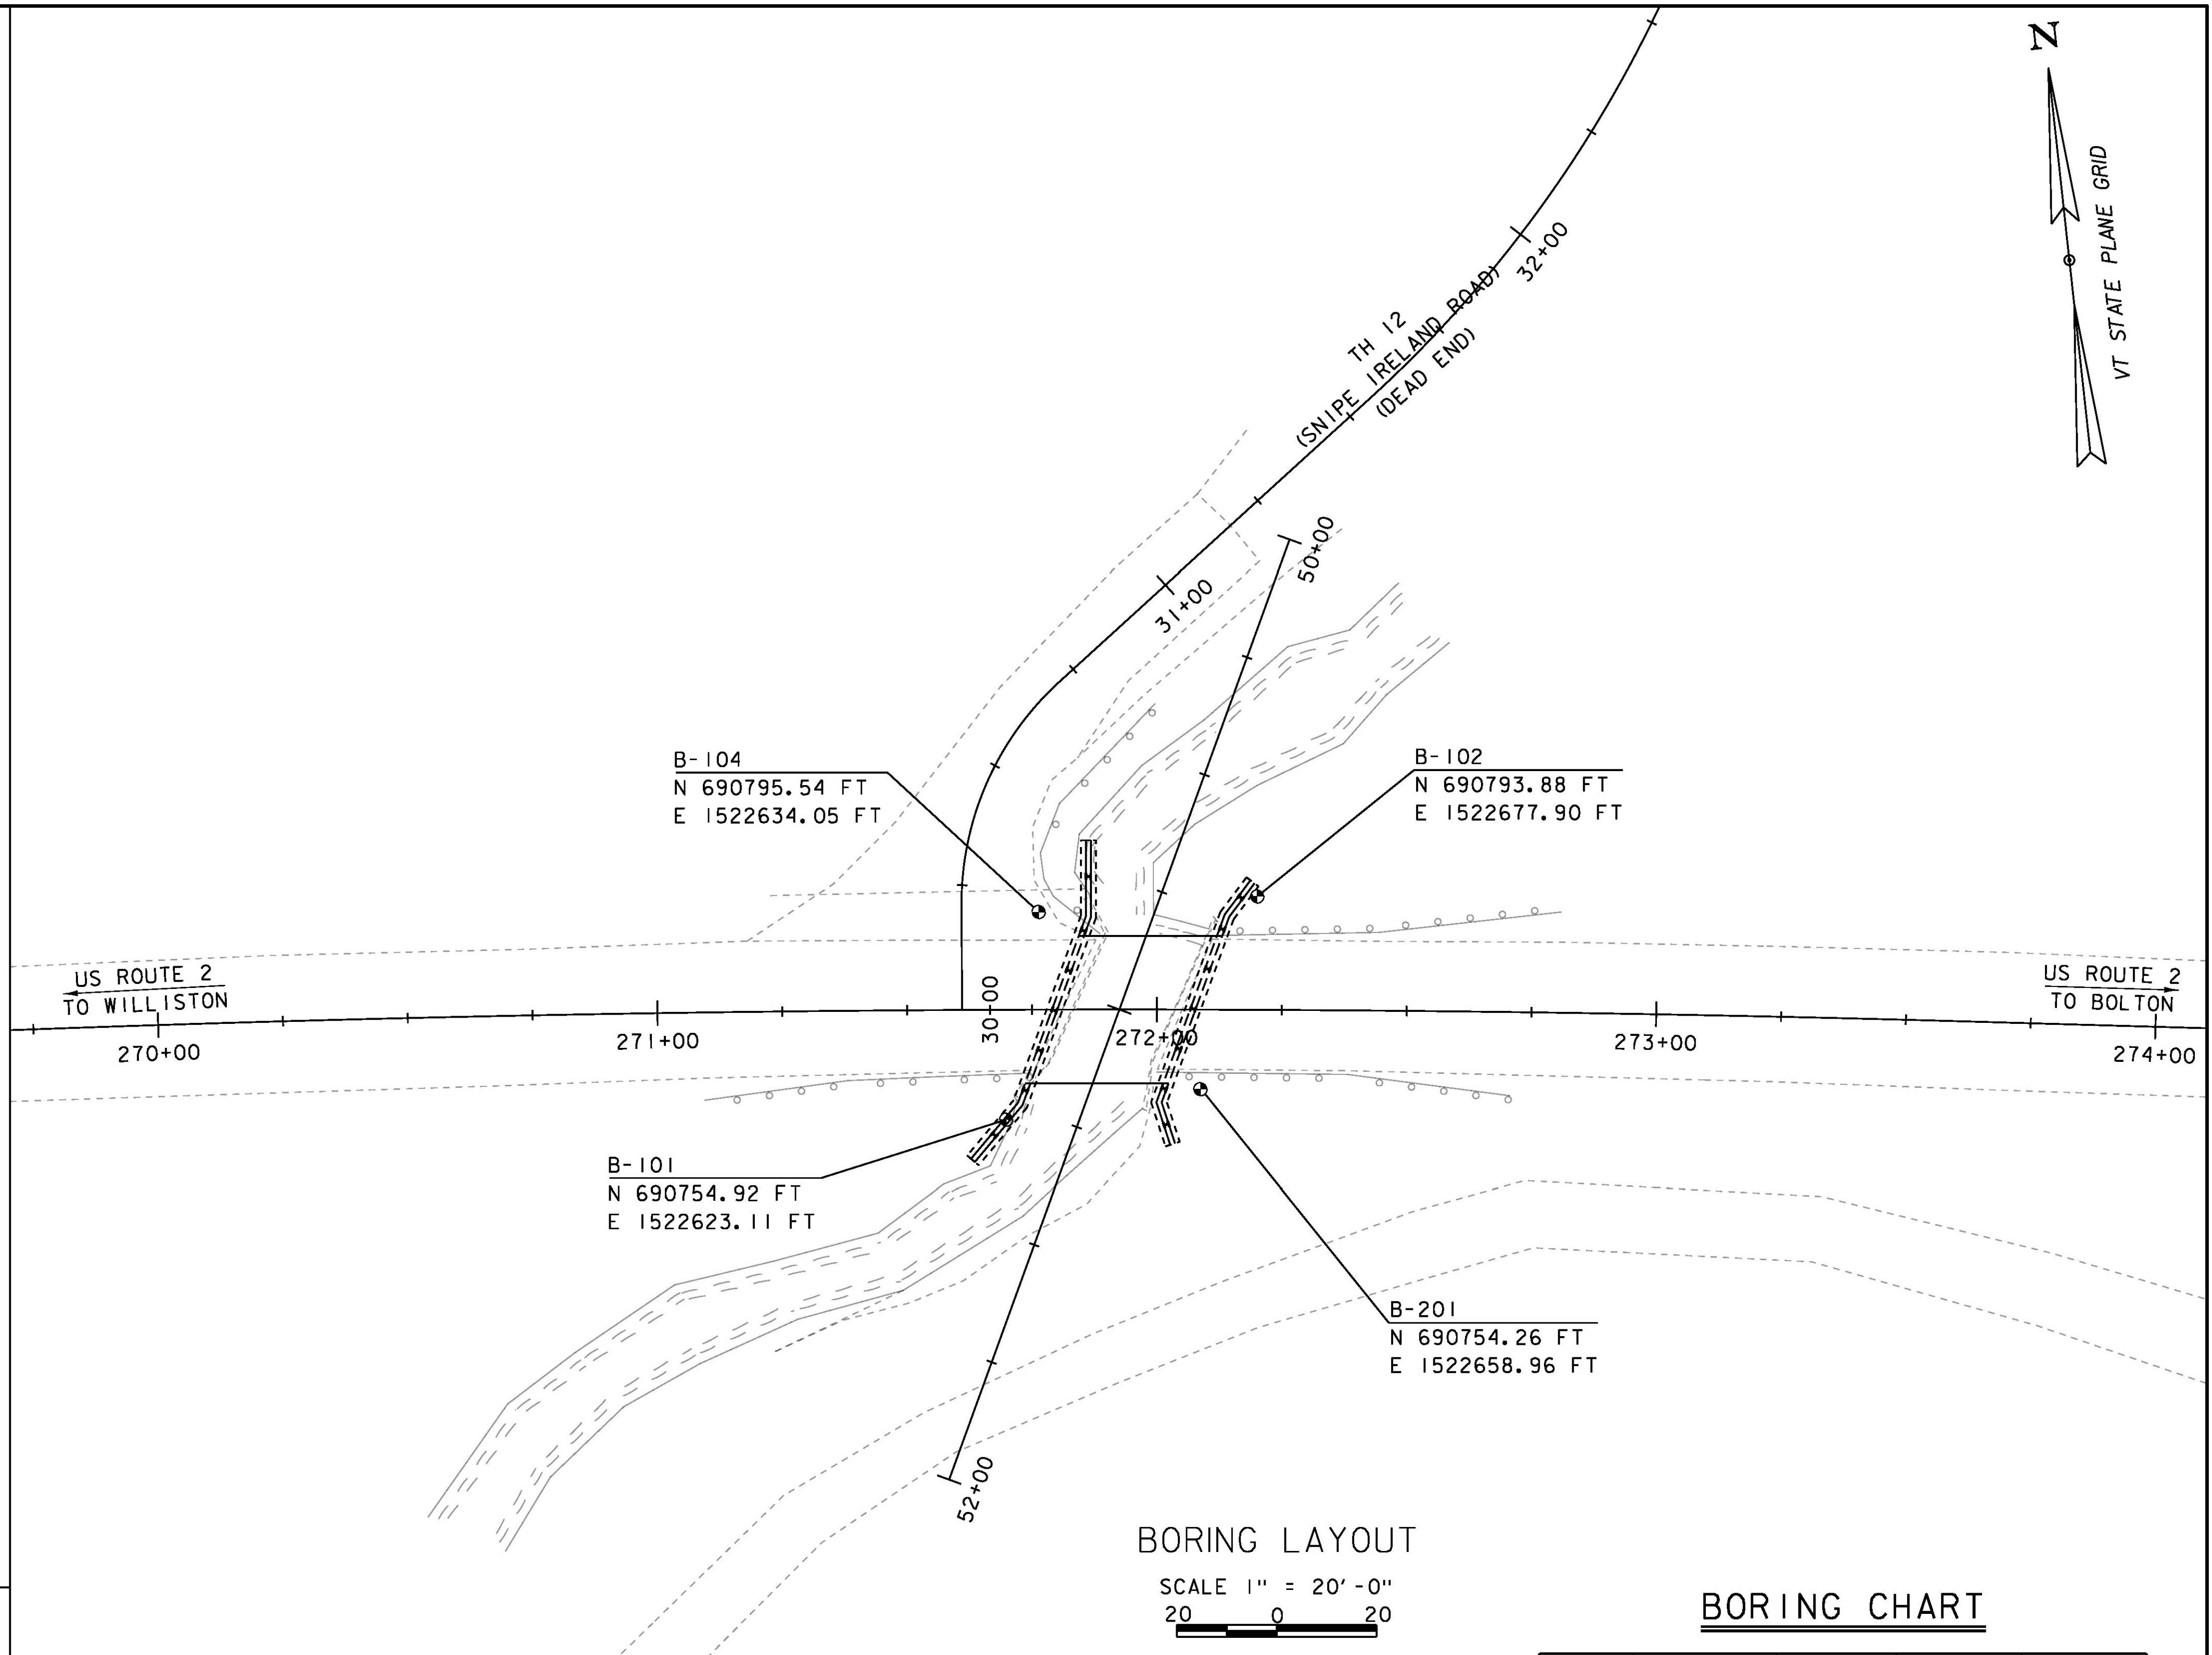 N
VT STATE PLANE GRID
32+00
TH 12
(SNIPE IRELAND ROAD)
(DEAD END)
50+00
31+00
B-104
N 690795.54 FT
E 1522634.05 FT
B-102
N 690793.88 FT
E 1522677.90 FT
US ROUTE 2
TO WILLISTON
US ROUTE 2
TO BOLTON
30+00
270+00
271+00
272+00
273+00
274+00
B-101
N 690754.92 FT
E 1522623.11 FT
B-201
N 690754.26 FT
E 1522658.96 FT
52+00
BORING LAYOUT
SCALE 1" = 20'-0"
20 0 20
BORING CHART